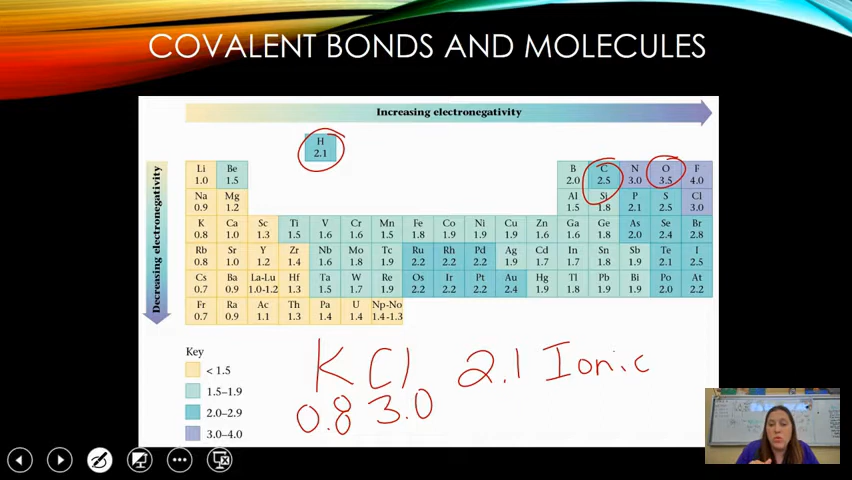 COVALENT BONDS AND MOLECULES
Increasing electronegativity
Decreasing electronegativity
H
2.1
Li Be B C N O F
1.0 1.5 2.0 2.5 3.0 3.5 4.0
Na Mg Al Si P S Cl
0.9 1.2 1.5 1.8 2.1 2.5 3.0
K Ca Sc Ti V Cr Mn Fe Co Ni Cu Zn Ga Ge As Se Br
0.8 1.0 1.3 1.5 1.6 1.6 1.5 1.8 1.9 1.9 1.9 1.6 1.6 1.8 2.0 2.4 2.8
Rb Sr Y Zr Nb Mo Tc Ru Rh Pd Ag Cd In Sn Sb Te I
0.8 1.0 1.2 1.4 1.6 1.8 1.9 2.2 2.2 2.2 1.9 1.7 1.7 1.8 1.9 2.1 2.5
Cs Ba La-Lu Hf Ta W Re Os Ir Pt Au Hg Tl Pb Bi Po At
0.7 0.9 1.0-1.2 1.3 1.5 1.7 1.9 2.2 2.2 2.2 2.4 1.9 1.8 1.9 1.9 2.0 2.2
Fr Ra Ac Th Pa U Np-No
0.7 0.9 1.1 1.3 1.4 1.4 1.4-1.3
Key
< 1.5
1.5–1.9
2.0–2.9
3.0–4.0
K Cl 2.1 Ionic
0.8 3.0